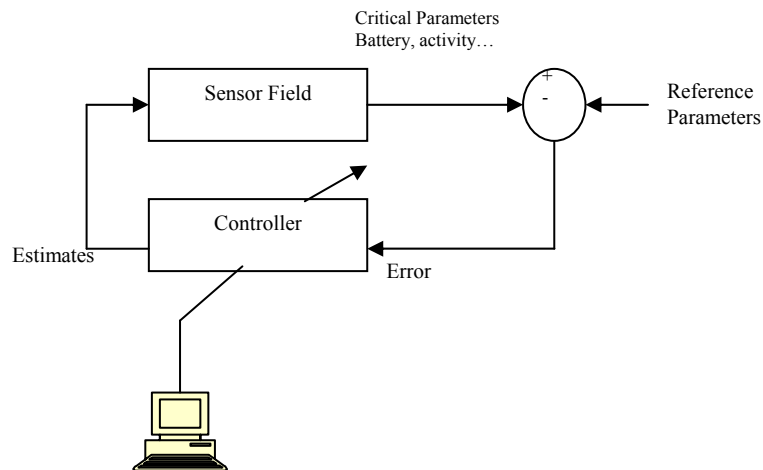 Critical Parameters
Battery, activity…
Sensor Field
+
-
Reference
Parameters
Controller
Estimates
Error